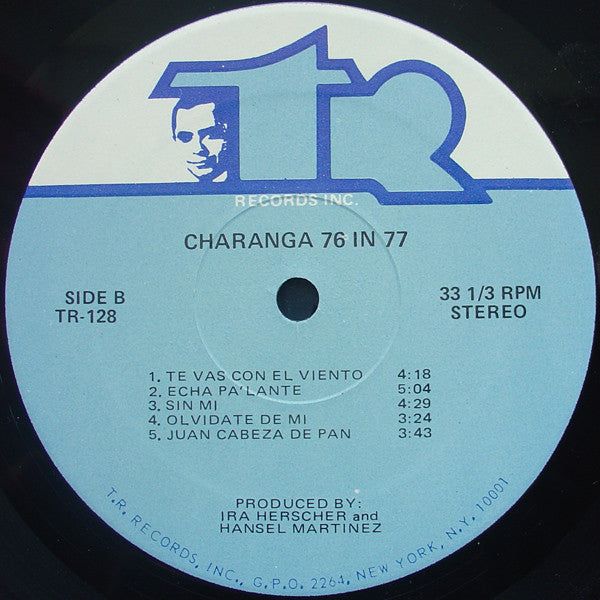 TR
RECORDS INC.
CHARANGA 76 IN 77
SIDE B
TR-128
33 1/3 RPM
STEREO
1. TE VAS CON EL VIENTO 4:18
2. ECHA PA'LANTE 5:04
3. SIN MI 4:29
4. OLVIDATE DE MI 3:24
5. JUAN CABEZA DE PAN 3:43
PRODUCED BY:
IRA HERSCHER and
HANSEL MARTINEZ
T.R. RECORDS, INC., G.P.O. 2264, NEW YORK, N.Y. 10001